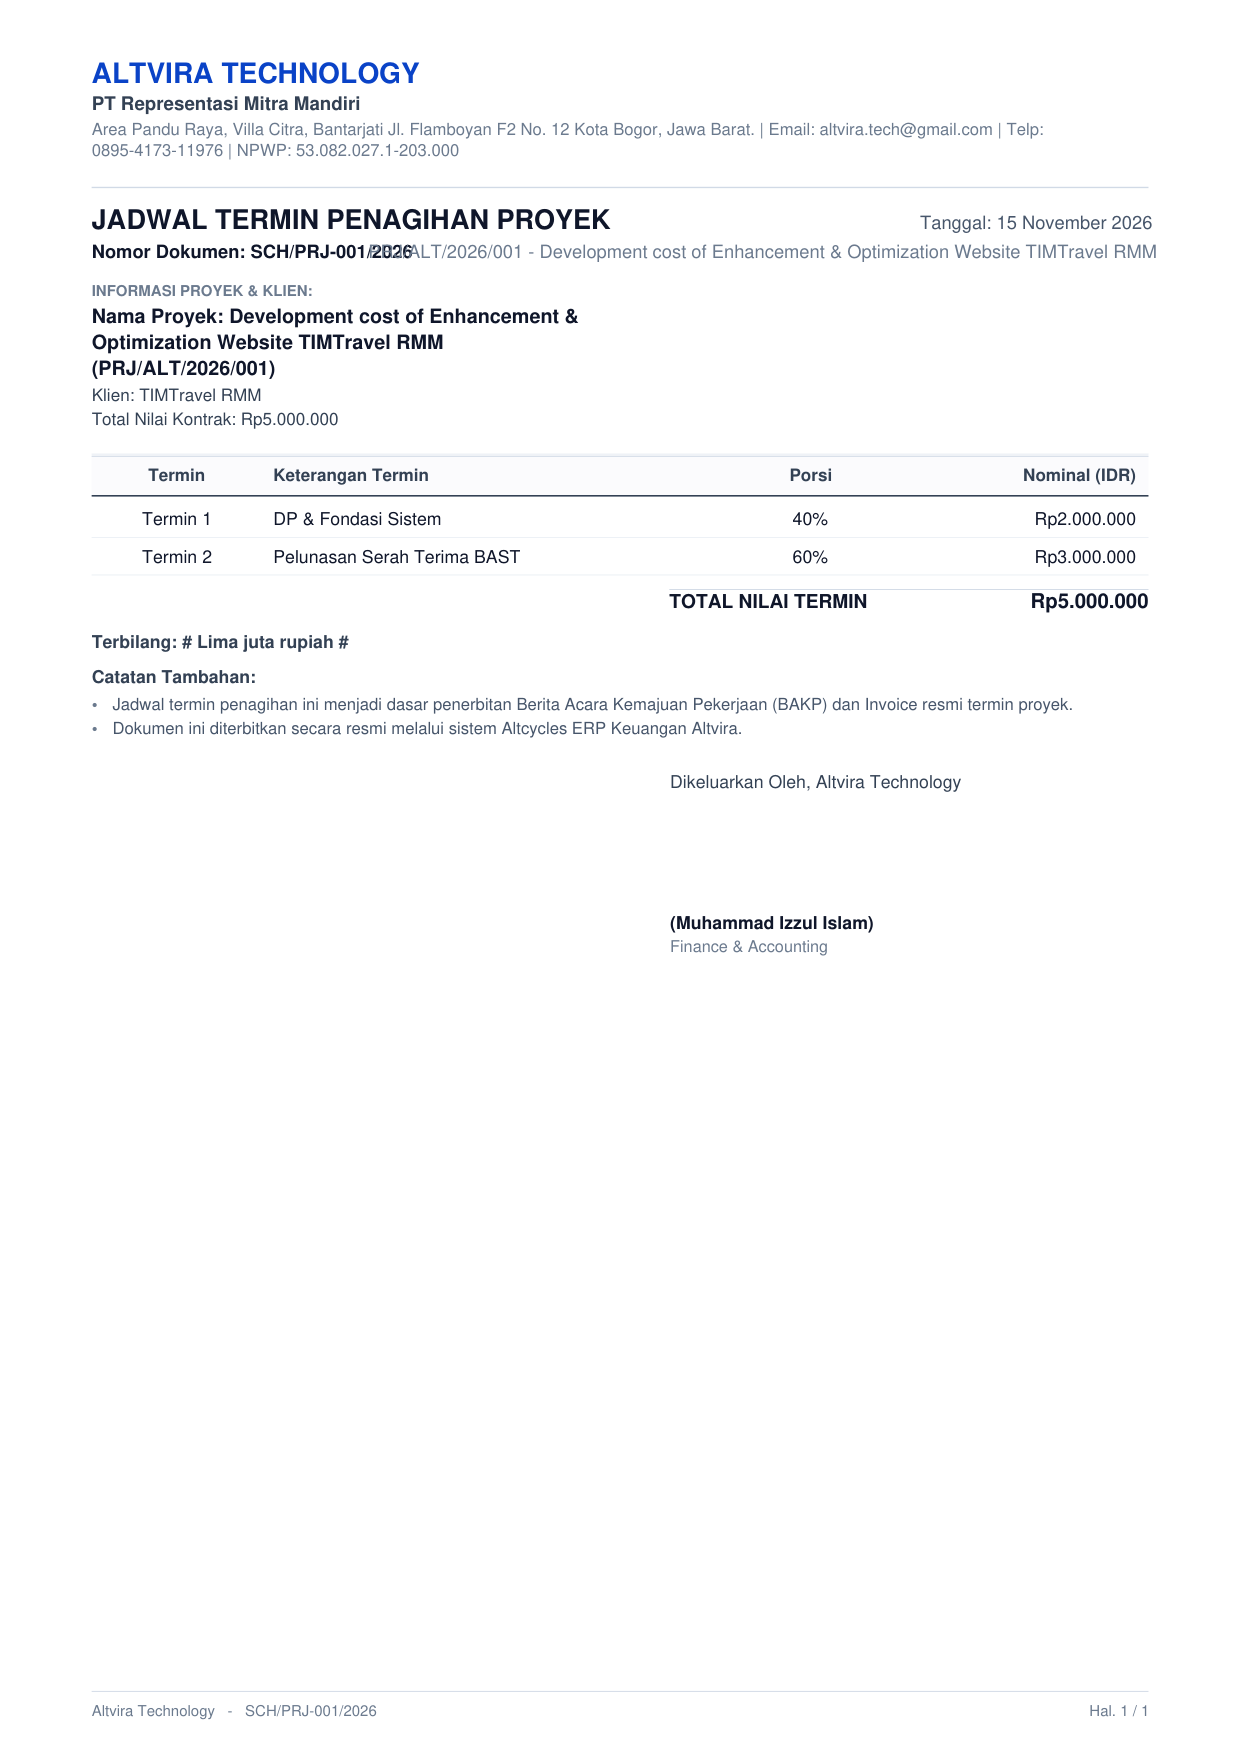 ALTVIRA TECHNOLOGY
PT Representasi Mitra Mandiri
Area Pandu Raya, Villa Citra, Bantarjati Jl. Flamboyan F2 No. 12 Kota Bogor, Jawa Barat. | Email: altvira.tech@gmail.com | Telp:
0895-4173-11976 | NPWP: 53.082.027.1-203.000
JADWAL TERMIN PENAGIHAN PROYEK Tanggal: 15 November 2026
Nomor Dokumen: SCH/PRJ-001/2026 PRJ/ALT/2026/001 - Development cost of Enhancement & Optimization Website TIMTravel RMM
INFORMASI PROYEK & KLIEN:
Nama Proyek: Development cost of Enhancement &
Optimization Website TIMTravel RMM
(PRJ/ALT/2026/001)
Klien: TIMTravel RMM
Total Nilai Kontrak: Rp5.000.000
Termin Keterangan Termin Porsi Nominal (IDR)
Termin 1 DP & Fondasi Sistem 40% Rp2.000.000
Termin 2 Pelunasan Serah Terima BAST 60% Rp3.000.000
TOTAL NILAI TERMIN Rp5.000.000
Terbilang: # Lima juta rupiah #
Catatan Tambahan:
• Jadwal termin penagihan ini menjadi dasar penerbitan Berita Acara Kemajuan Pekerjaan (BAKP) dan Invoice resmi termin proyek.
• Dokumen ini diterbitkan secara resmi melalui sistem Altcycles ERP Keuangan Altvira.
Dikeluarkan Oleh, Altvira Technology
(Muhammad Izzul Islam)
Finance & Accounting
Altvira Technology - SCH/PRJ-001/2026 Hal. 1 / 1